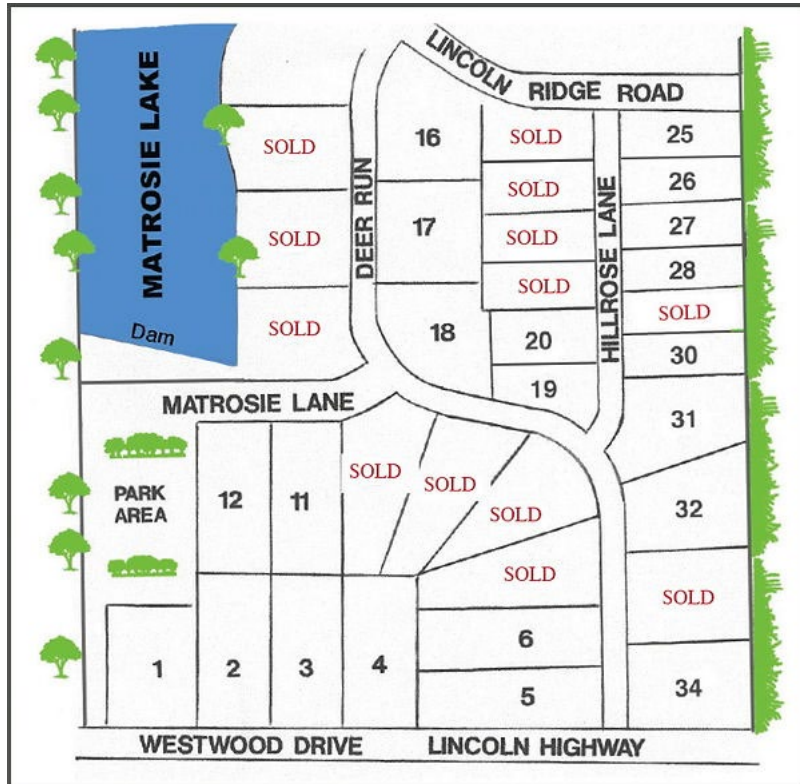 LINCOLN
RIDGE ROAD
MATROSIE LAKE
SOLD
DEER RUN
16
SOLD
HILLROSE LANE
25
SOLD
26
SOLD
17
SOLD
27
28
SOLD
SOLD
SOLD
Dam
18
20
30
19
MATROSIE LANE
31
PARK
AREA
12
11
SOLD
SOLD
SOLD
32
SOLD
SOLD
1
2
3
4
6
5
34
WESTWOOD DRIVE
LINCOLN HIGHWAY